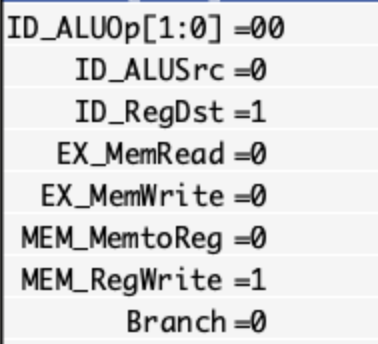 ID_ALUOp[1:0] =00
ID_ALUSrc =0
ID_RegDst =1
EX_MemRead =0
EX_MemWrite =0
MEM_MemtoReg =0
MEM_RegWrite =1
Branch =0